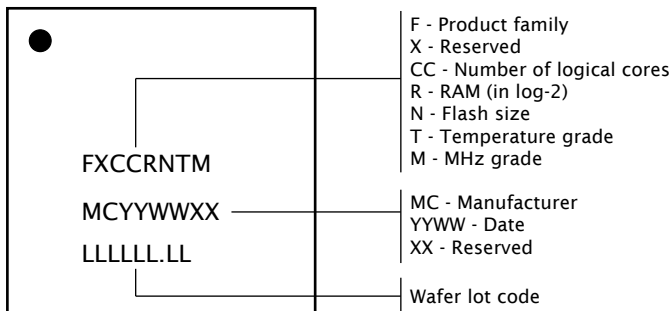 F - Product family
X - Reserved
CC - Number of logical cores
R - RAM (in log-2)
N - Flash size
T - Temperature grade
M - MHz grade
FXCCRNTM
MCYYWWXX
MC - Manufacturer
YYWW - Date
XX - Reserved
LLLLLL.LL
Wafer lot code